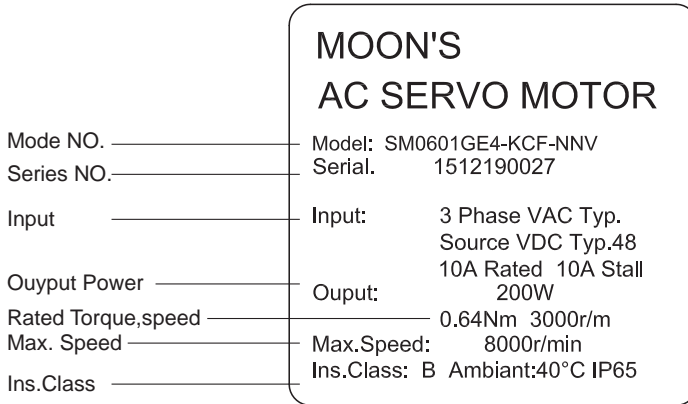 MOON'S
AC SERVO MOTOR
Mode NO.
Model: SM0601GE4-KCF-NNV
Series NO.
Serial. 1512190027
Input
Input: 3 Phase VAC Typ.
Source VDC Typ.48
10A Rated 10A Stall
Ouyput Power
Ouput: 200W
Rated Torque,speed
0.64Nm 3000r/m
Max. Speed
Max.Speed: 8000r/min
Ins.Class
Ins.Class: B Ambiant:40°C IP65